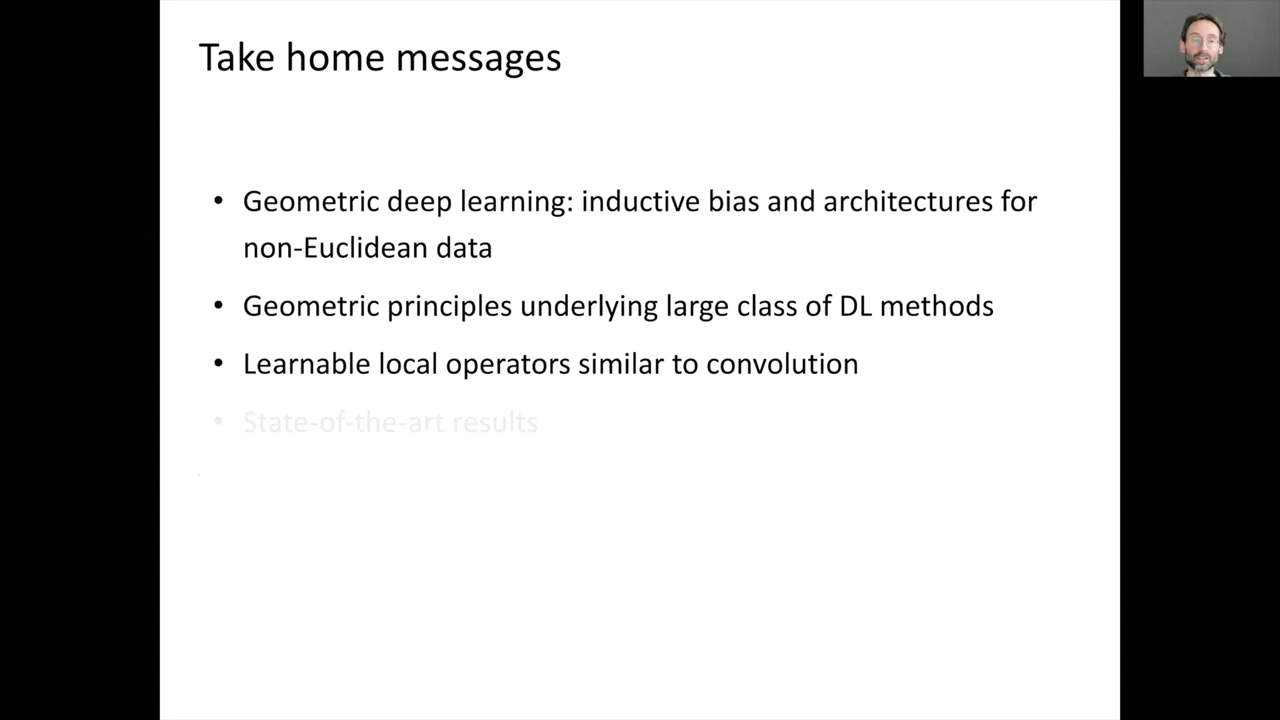 Take home messages
• Geometric deep learning: inductive bias and architectures for
non-Euclidean data
• Geometric principles underlying large class of DL methods
• Learnable local operators similar to convolution
• State-of-the-art results